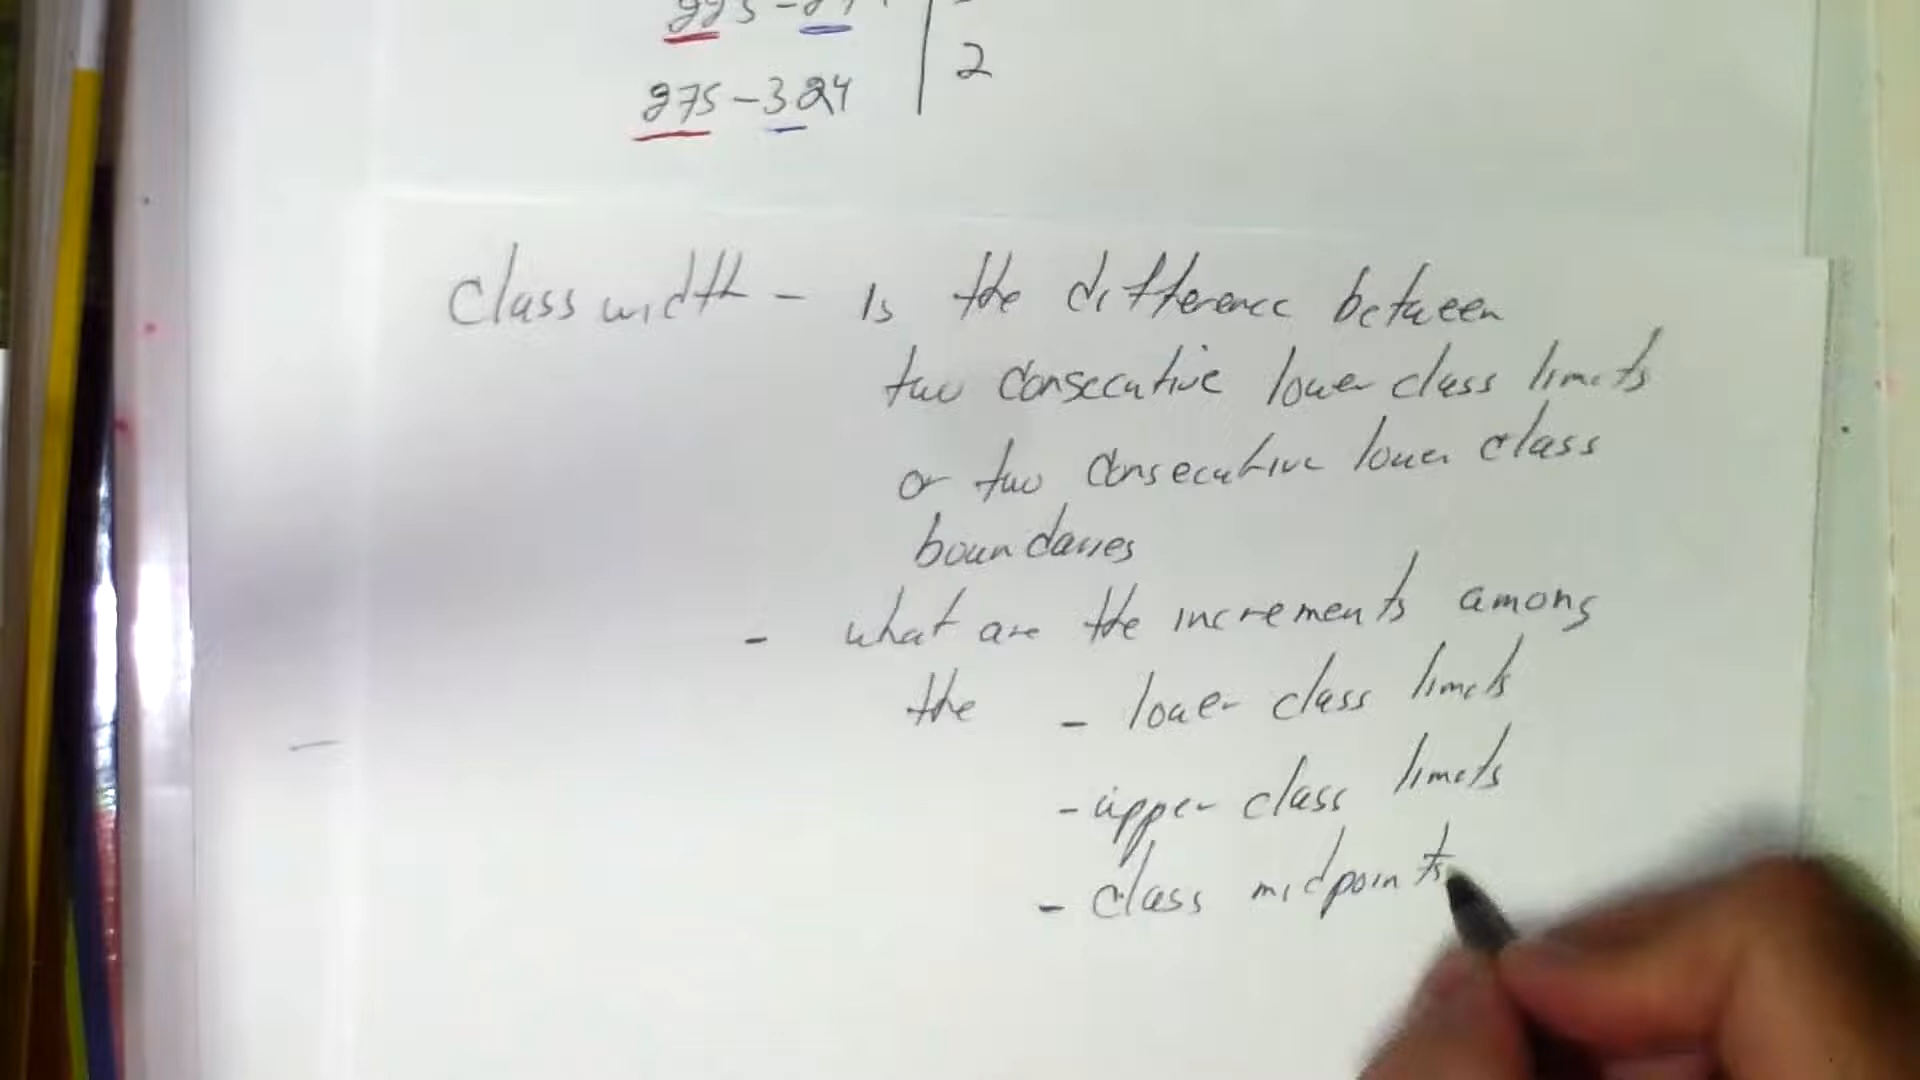 2
275-324
Class width - is the difference between
two consecutive lower class limits
or two consecutive lower class
boundaries
- what are the increments among
the - lower class limits
- upper class limits
- class midpoints